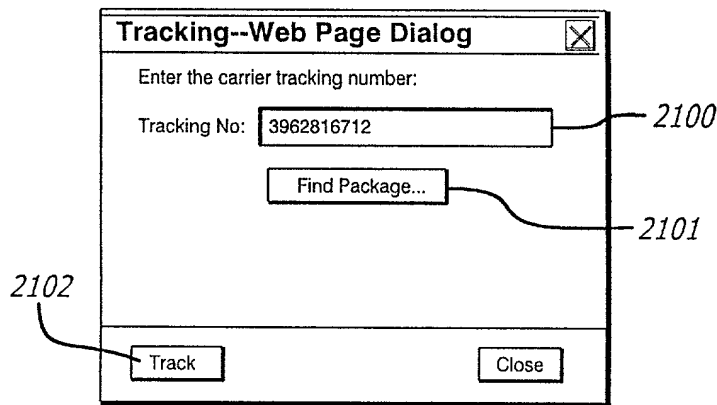 Tracking--Web Page Dialog
Enter the carrier tracking number:
Tracking No: 3962816712
2100
Find Package...
2101
2102
Track Close